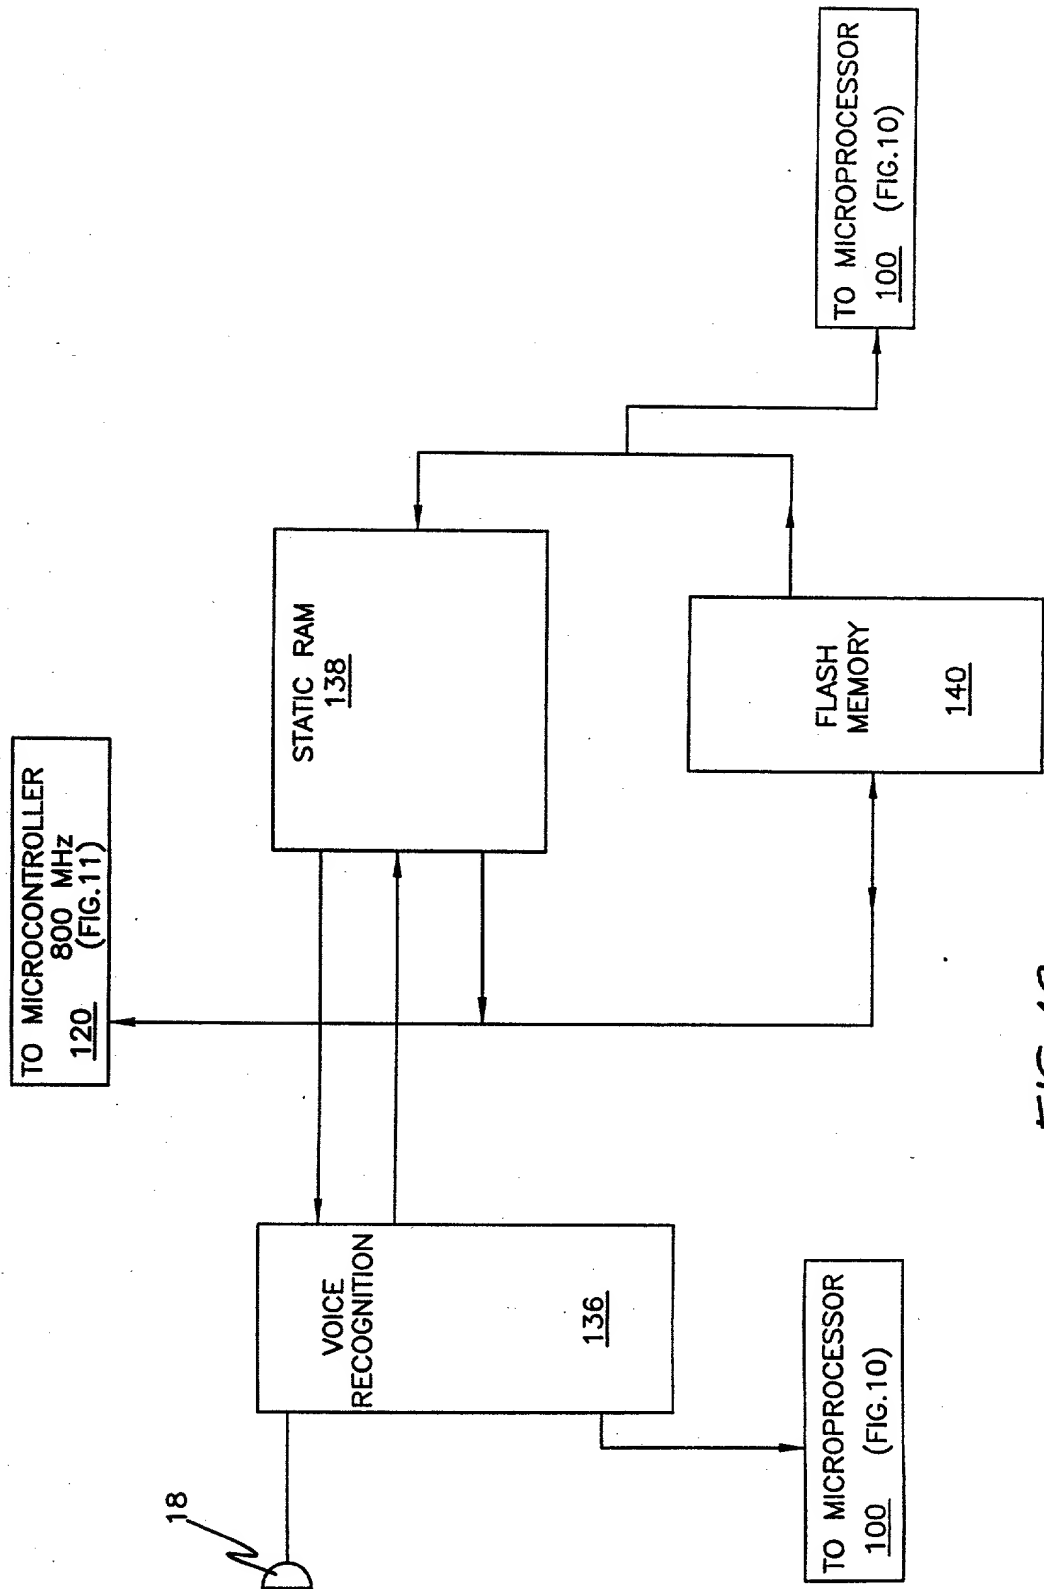 TO MICROCONTROLLER
800 MHz
120 (FIG.11)
18
VOICE
RECOGNITION
136
STATIC RAM
138
FLASH
MEMORY
140
TO MICROPROCESSOR
100 (FIG.10)
TO MICROPROCESSOR
100 (FIG.10)